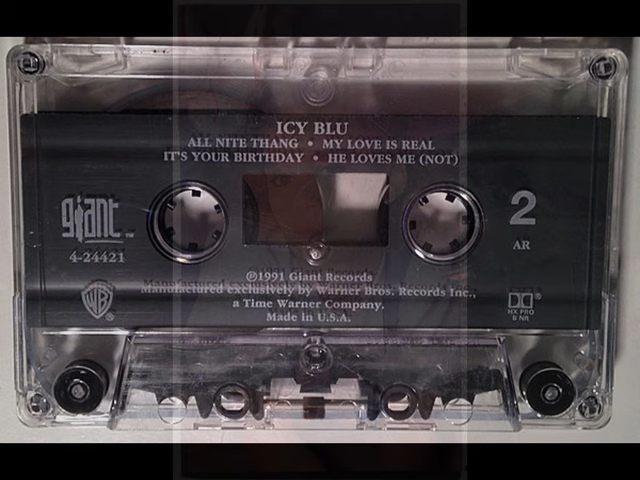 ICY BLU
ALL NITE THANG • MY LOVE IS REAL
IT'S YOUR BIRTHDAY • HE LOVES ME (NOT)
giant™
4-24421
2
AR
℗1991 Giant Records
Manufactured exclusively by Warner Bros. Records Inc.,
a Time Warner Company.
Made in U.S.A.
WB®
®
HX PRO
B NR